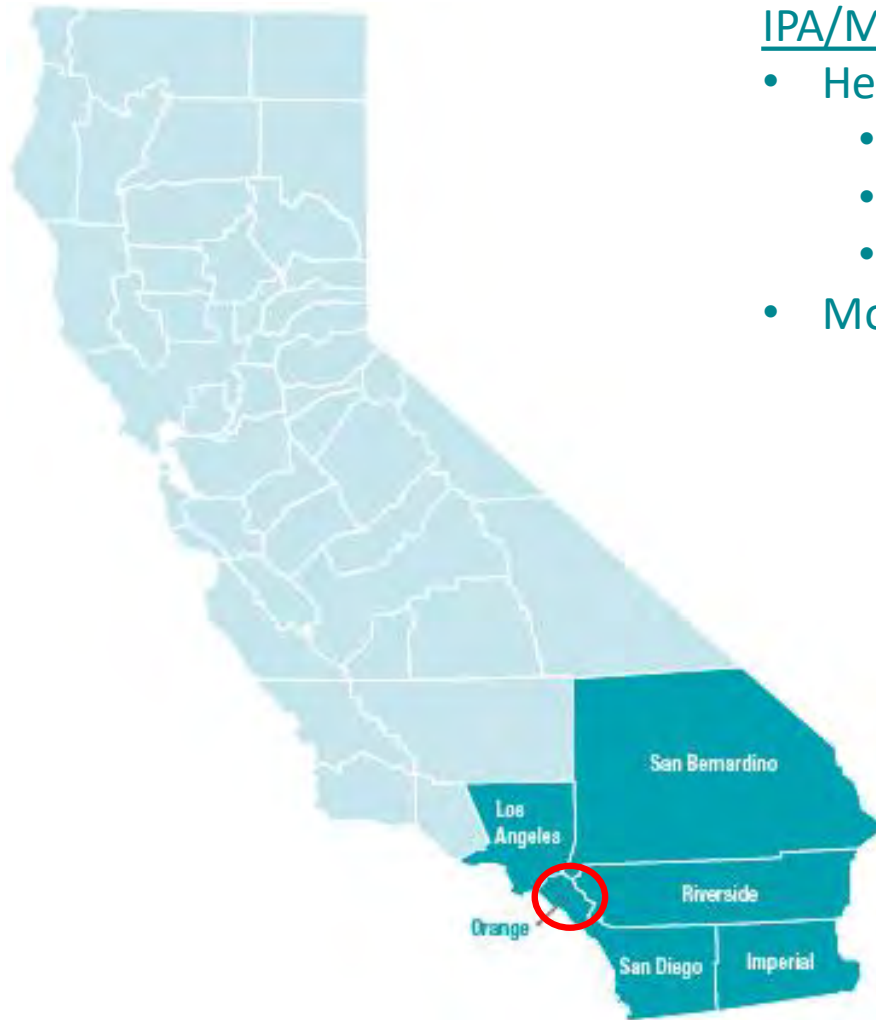 IPA/M
• He
•
•
•
• Mo
San Bernardino
Los
Angeles
Riverside
Orange
San Diego
Imperial